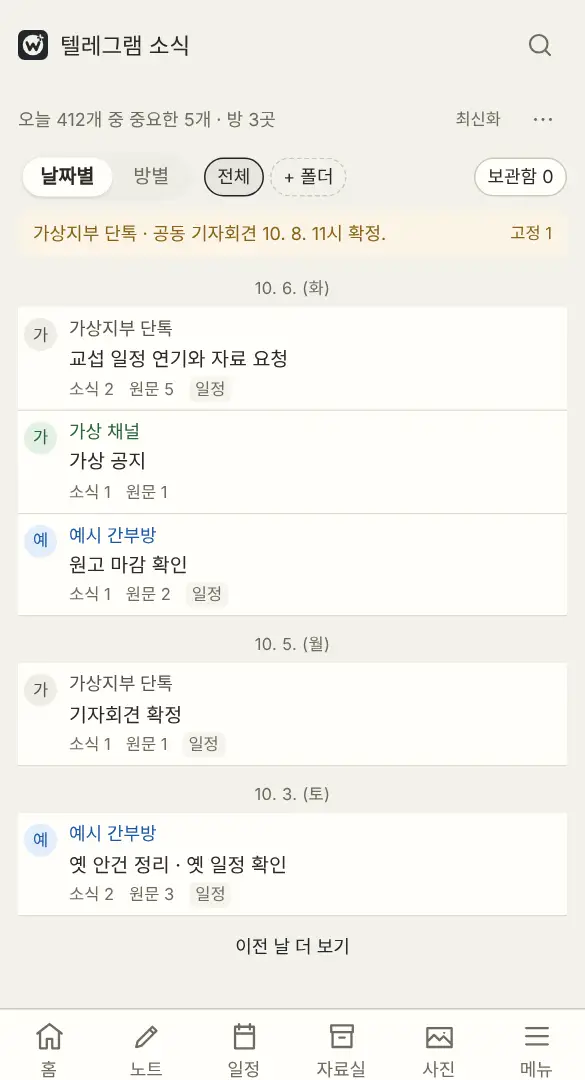 텔레그램 소식
오늘 412개 중 중요한 5개 · 방 3곳 최신화 ···
날짜별 방별 전체 + 폴더 보관함 0
가상지부 단톡 · 공동 기자회견 10. 8. 11시 확정. 고정 1
10. 6. (화)
가 가상지부 단톡
교섭 일정 연기와 자료 요청
소식 2 원문 5 일정
가 가상 채널
가상 공지
소식 1 원문 1
예 예시 간부방
원고 마감 확인
소식 1 원문 2 일정
10. 5. (월)
가 가상지부 단톡
기자회견 확정
소식 1 원문 1 일정
10. 3. (토)
예 예시 간부방
옛 안건 정리 · 옛 일정 확인
소식 2 원문 3 일정
이전 날 더 보기
홈 노트 일정 자료실 사진 메뉴